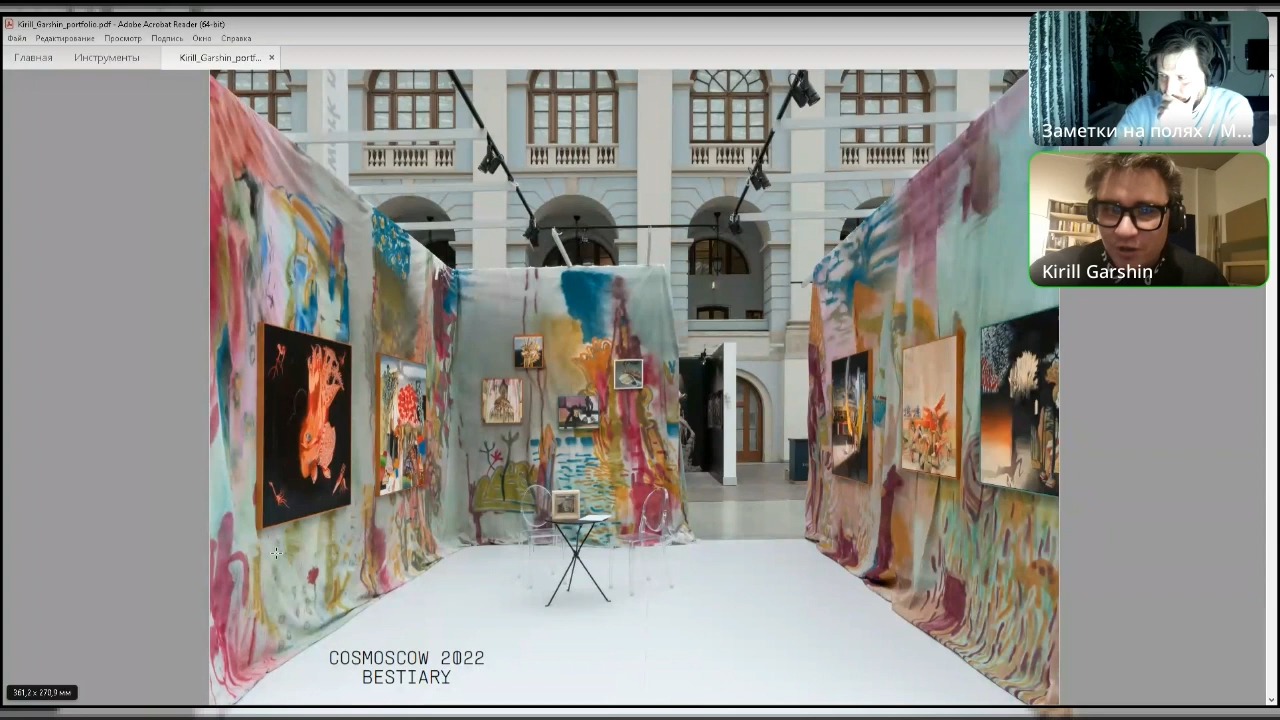 Kirill_Garshin_portfolio.pdf - Adobe Acrobat Reader (64-bit)
Файл Редактирование Просмотр Подпись Окно Справка
Главная Инструменты Kirill_Garshin_portf... ×
Заметки на полях / М...
Kirill Garshin
COSMOSCOW 2022
BESTIARY
361,2 x 270,9 мм